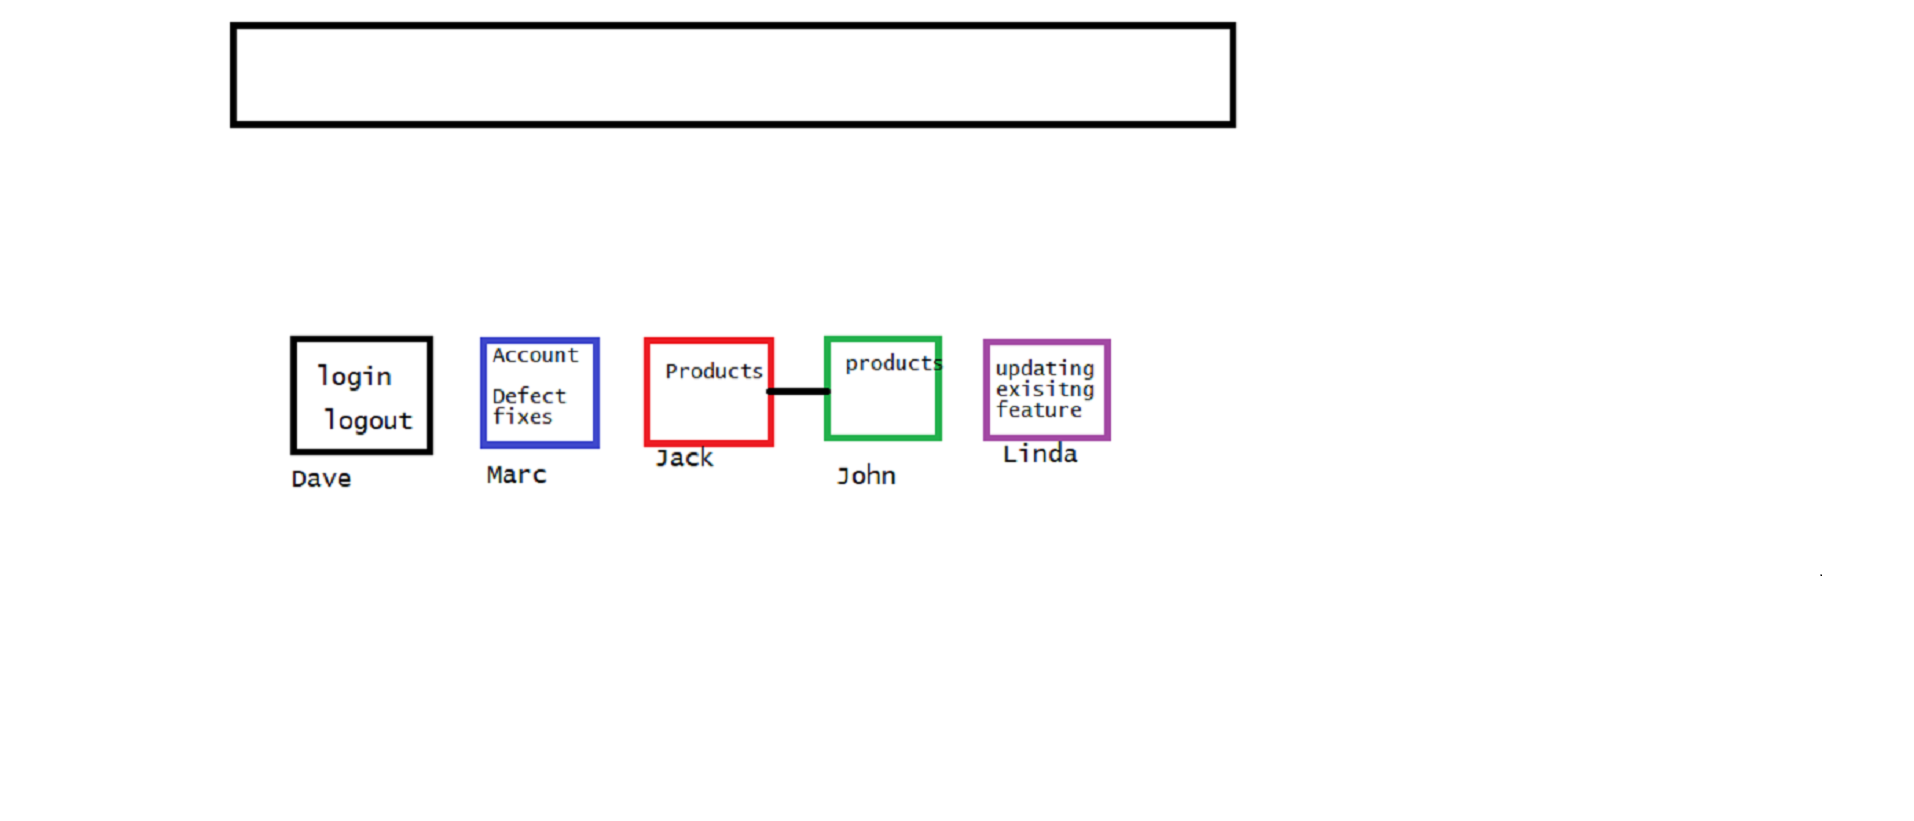 login
logout
Dave
Account
Defect
fixes
Marc
Products
Jack
products
John
updating
exisitng
feature
Linda